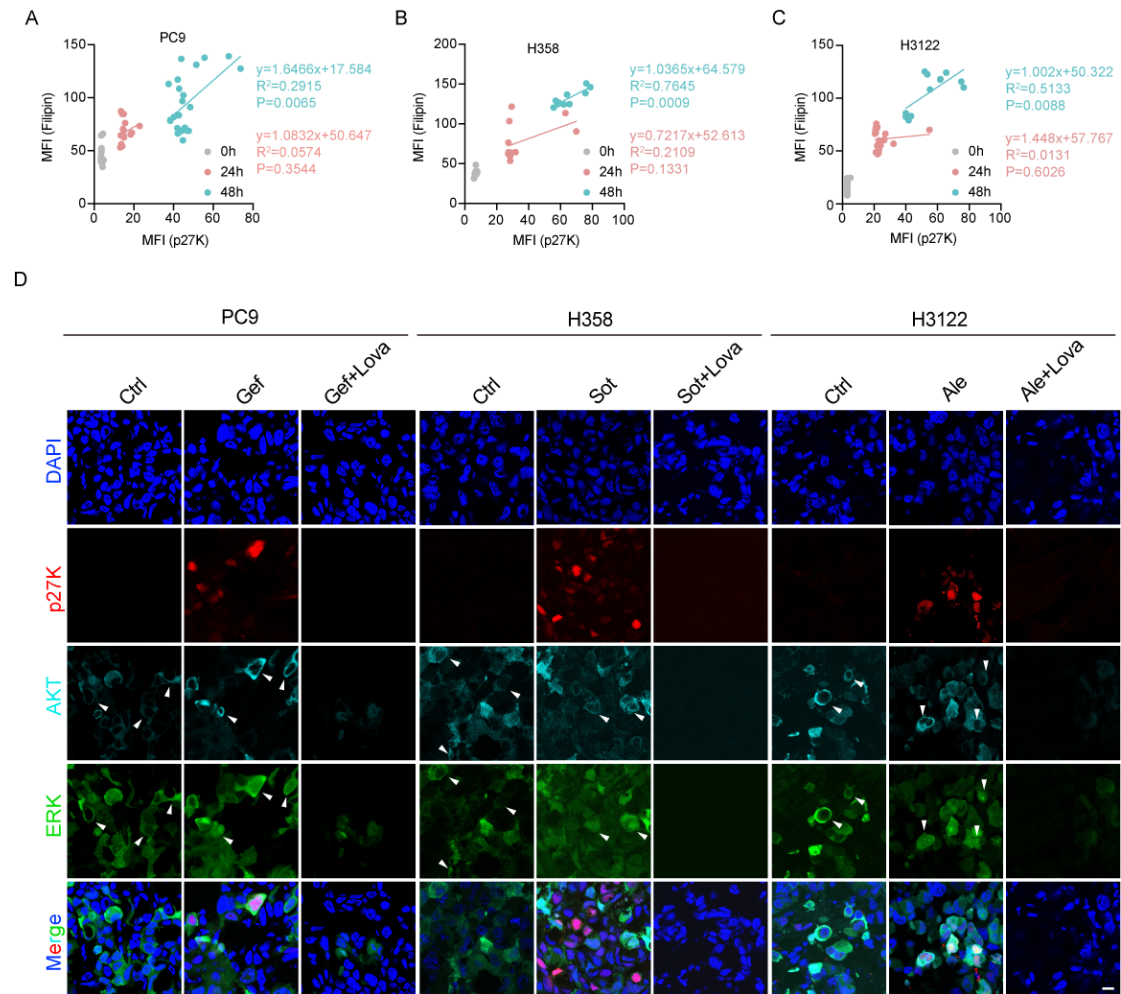 A
PC9
MFI (Filipin)
150
100
50
0
0
20
40
60
80
MFI (p27K)
y=1.6466x+17.584
R²=0.2915
P=0.0065
y=1.0832x+50.647
R²=0.0574
P=0.3544
0h
24h
48h
B
H358
MFI (Filipin)
200
150
100
50
0
0
20
40
60
80
100
MFI (p27K)
y=1.0365x+64.579
R²=0.7645
P=0.0009
y=0.7217x+52.613
R²=0.2109
P=0.1331
0h
24h
48h
C
H3122
MFI (Filipin)
150
100
50
0
0
20
40
60
80
100
MFI (p27K)
y=1.002x+50.322
R²=0.5133
P=0.0088
y=1.448x+57.767
R²=0.0131
P=0.6026
0h
24h
48h
D
PC9
H358
H3122
Ctrl
Gef
Gef+Lova
Ctrl
Sot
Sot+Lova
Ctrl
Ale
Ale+Lova
DAPI
p27K
AKT
ERK
Merge